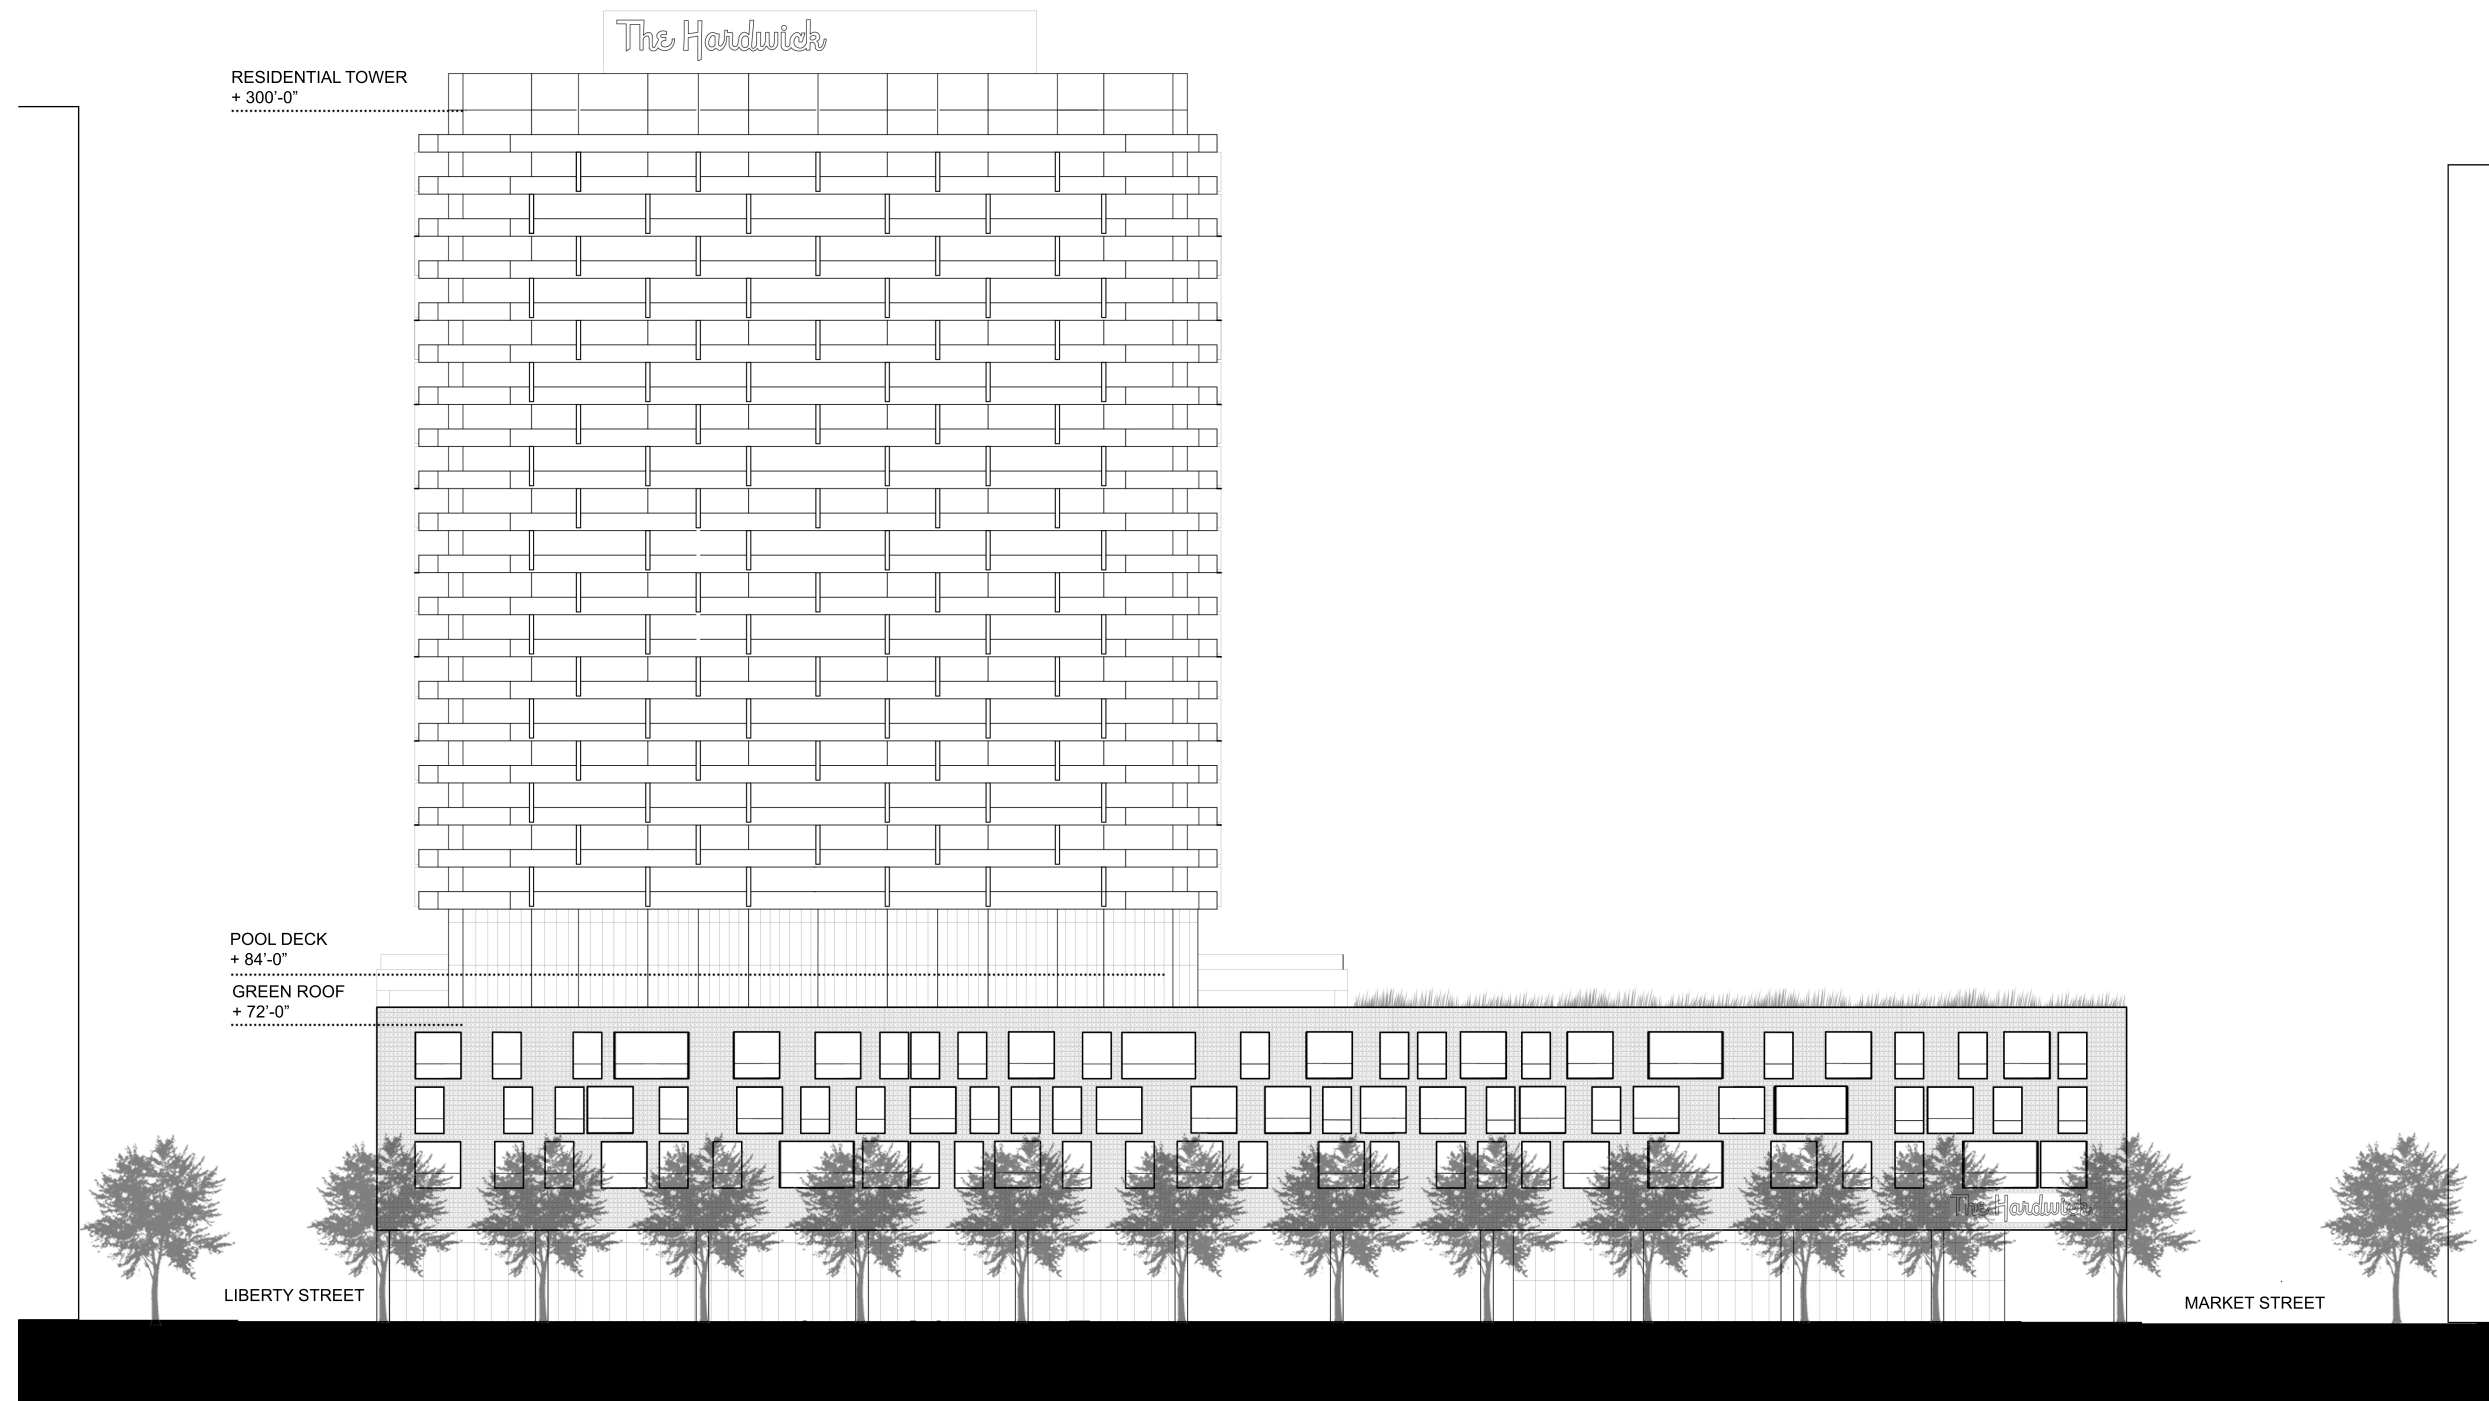 The Hardwick
RESIDENTIAL TOWER
+ 300'-0”
POOL DECK
+ 84'-0”
GREEN ROOF
+ 72'-0”
The Hardwick
LIBERTY STREET
MARKET STREET